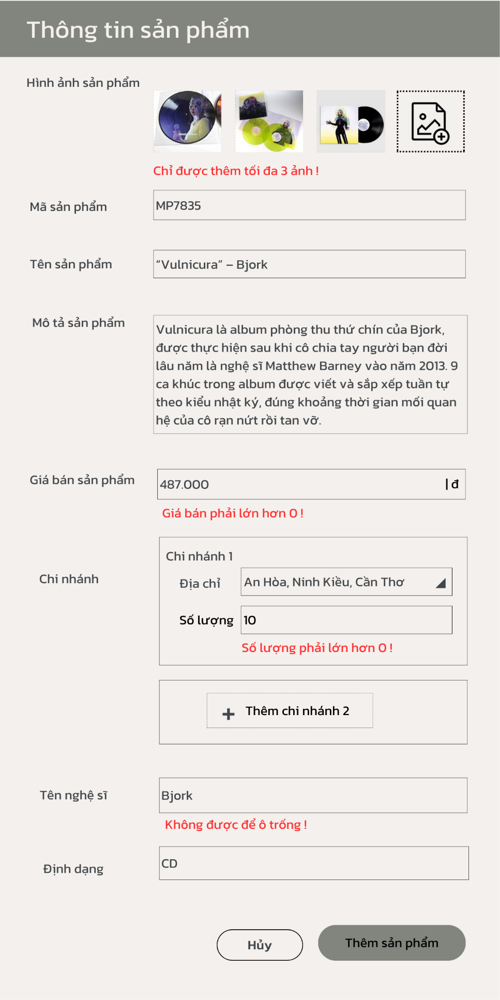 Thông tin sản phẩm
Hình ảnh sản phẩm
Chỉ được thêm tối đa 3 ảnh !
Mã sản phẩm
MP7835
Tên sản phẩm
“Vulnicura” – Bjork
Mô tả sản phẩm
Vulnicura là album phòng thu thứ chín của Bjork,
được thực hiện sau khi cô chia tay người bạn đời
lâu năm là nghệ sĩ Matthew Barney vào năm 2013. 9
ca khúc trong album được viết và sắp xếp tuần tự
theo kiểu nhật ký, đúng khoảng thời gian mối quan
hệ của cô rạn nứt rồi tan vỡ.
Giá bán sản phẩm
487.000 | đ
Giá bán phải lớn hơn 0 !
Chi nhánh
Chi nhánh 1
Địa chỉ
An Hòa, Ninh Kiều, Cần Thơ
Số lượng
10
Số lượng phải lớn hơn 0 !
+ Thêm chi nhánh 2
Tên nghệ sĩ
Bjork
Không được để ô trống !
Định dạng
CD
Hủy
Thêm sản phẩm